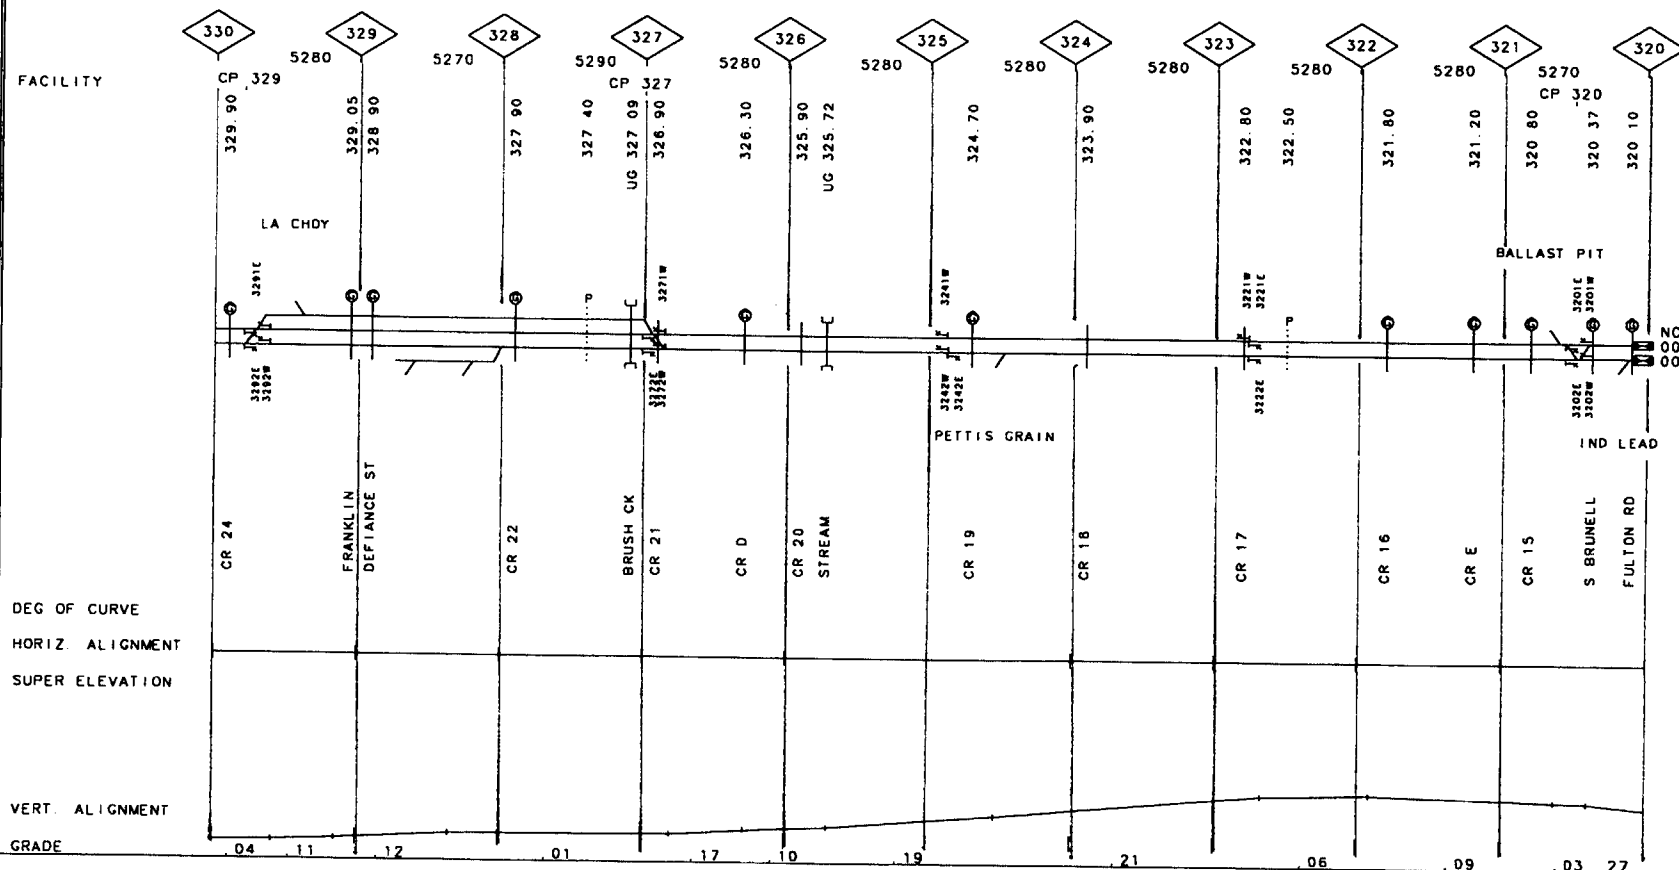 330 329 328 327 326 325 324 323 322 321 320
5280 5270 5290 5280 5280 5280 5280 5280 5280 5270
FACILITY
CP 329 CP 327 CP 320
329.90 329.05 328 90 327 90 327 40 UG 327 09 326.90 326.30 325.90 UG 325.72 324.70 323.90 322.80 322.50 321.80 321.20 320 80 320 37 320 10
LA CHOY
BALLAST PIT
3291E 3271W 3241W 3221W 3221E 3201E 3201W
P P
NO
00
00
3292E 3292W 3272E 3272W 3242W 3242E 3222E 3202E 3202W
PETTIS GRAIN
IND LEAD
CR 24 FRANKLIN DEFIANCE ST CR 22 BRUSH CK CR 21 CR D CR 20 STREAM CR 19 CR 18 CR 17 CR 16 CR E CR 15 S BRUNELL FULTON RD
DEG OF CURVE
HORIZ. ALIGNMENT
SUPER ELEVATION
VERT. ALIGNMENT
GRADE
.04 .11 .12 .01 .17 .10 .19 .21 .06 .09 .03 .27